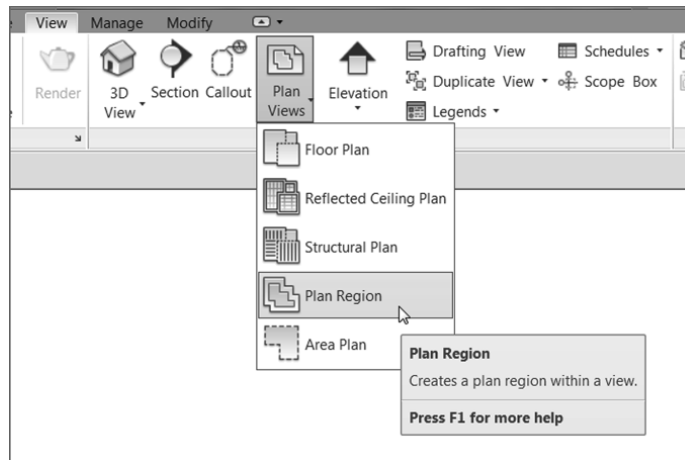 View Manage Modify
Render
3D
View
Section
Callout
Plan
Views
Elevation
Drafting View
Duplicate View
Legends
Schedules
Scope Box
Floor Plan
Reflected Ceiling Plan
Structural Plan
Plan Region
Area Plan
Plan Region
Creates a plan region within a view.
Press F1 for more help